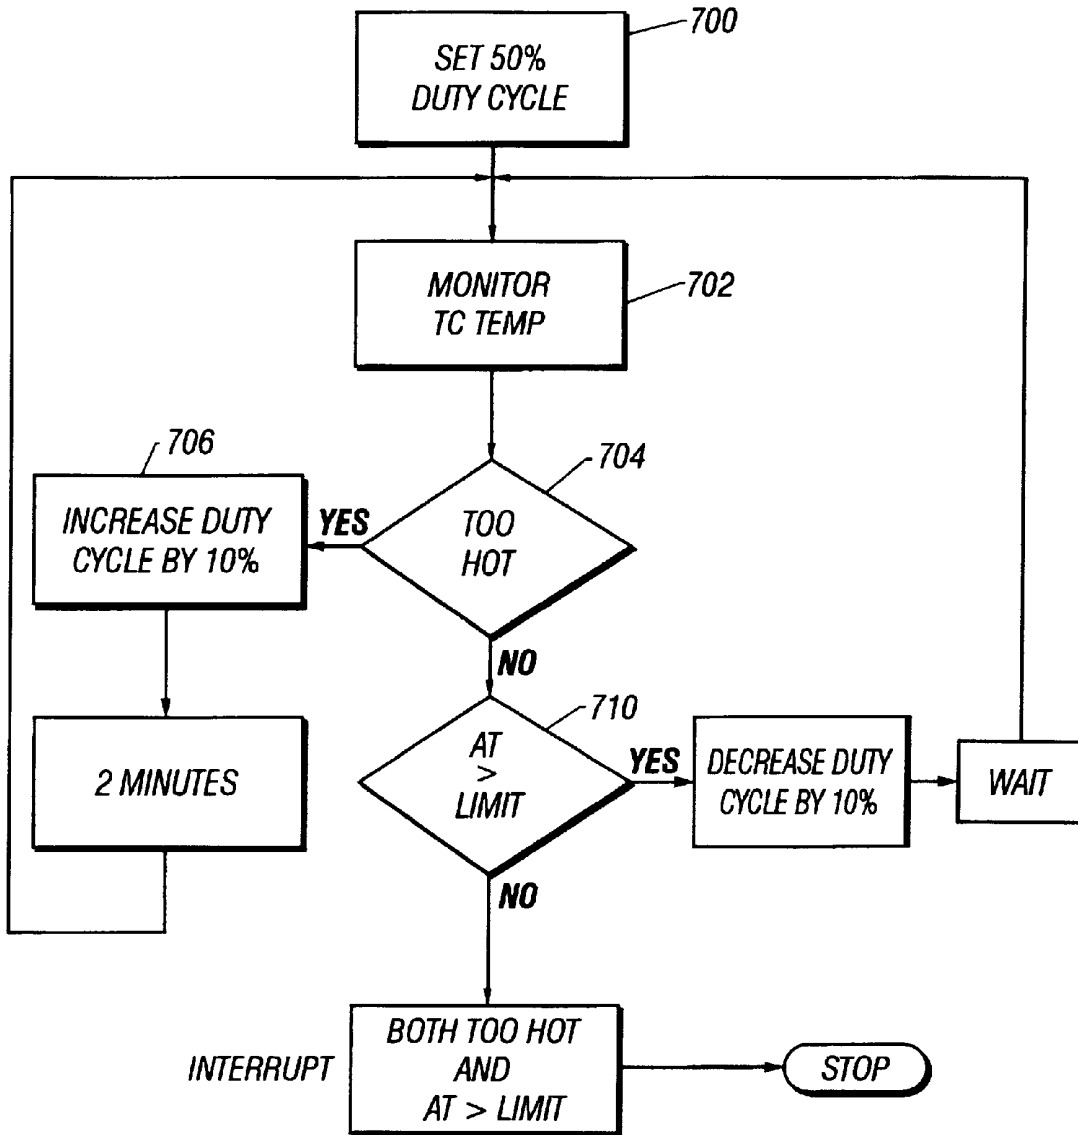 SET 50%
DUTY CYCLE
700
MONITOR
TC TEMP
702
706
704
INCREASE DUTY
CYCLE BY 10%
YES
TOO
HOT
NO
710
2 MINUTES
AT
>
LIMIT
YES
DECREASE DUTY
CYCLE BY 10%
WAIT
NO
INTERRUPT
BOTH TOO HOT
AND
AT > LIMIT
STOP